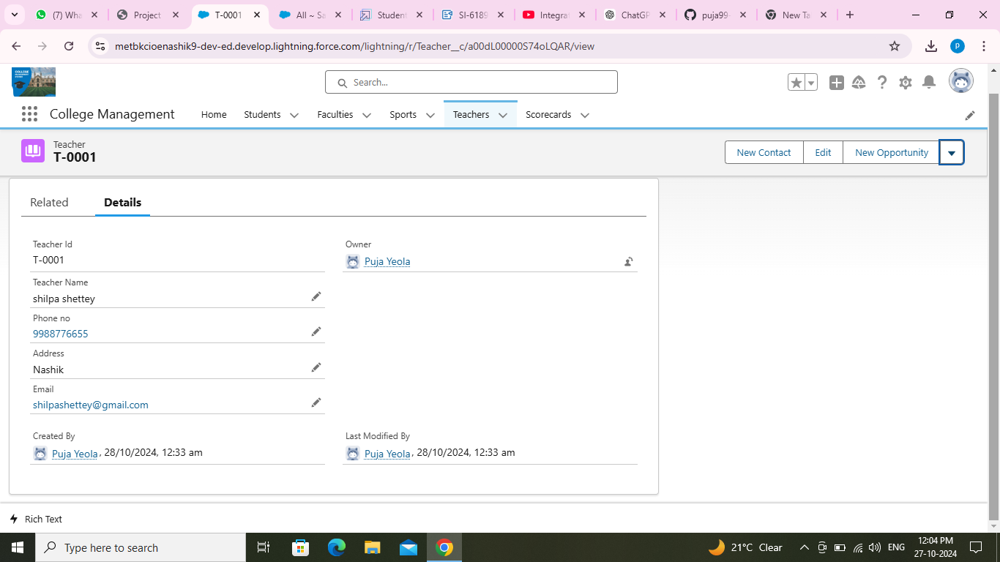 (7) Wha
Project
T-0001
All ~ Sa
Student
SI-6189
Integrat
ChatGP
puja99-
New Ta
metbkcioenashik9-dev-ed.develop.lightning.force.com/lightning/r/Teacher__c/a00dL00000S74oLQAR/view
p
Search...
College Management
Home
Students
Faculties
Sports
Teachers
Scorecards
Teacher
T-0001
New Contact
Edit
New Opportunity
Related
Details
Teacher Id
T-0001
Owner
Puja Yeola
Teacher Name
shilpa shettey
Phone no
9988776655
Address
Nashik
Email
shilpashettey@gmail.com
Created By
Puja Yeola, 28/10/2024, 12:33 am
Last Modified By
Puja Yeola, 28/10/2024, 12:33 am
Rich Text
Type here to search
21°C Clear
ENG
12:04 PM
27-10-2024